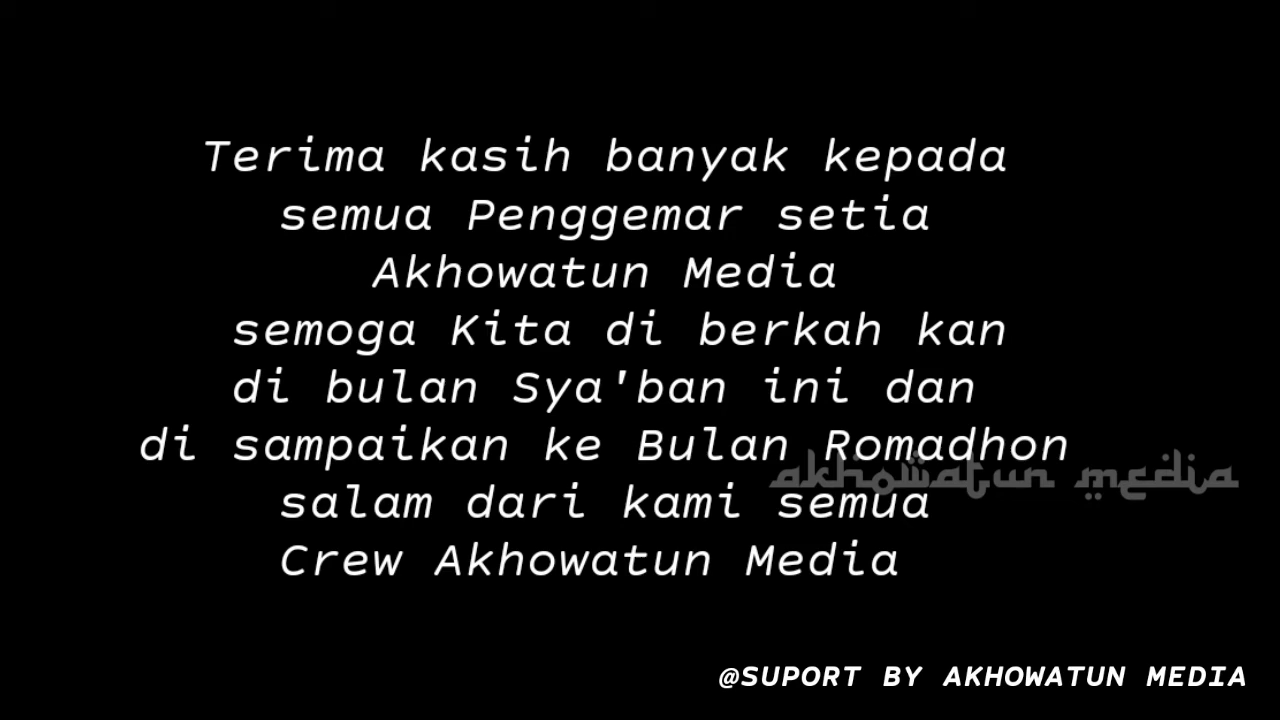 Terima kasih banyak kepada
semua Penggemar setia
Akhowatun Media
semoga Kita di berkah kan
di bulan Sya'ban ini dan
di sampaikan ke Bulan Romadhon
akhowatun media
salam dari kami semua
Crew Akhowatun Media
@SUPORT BY AKHOWATUN MEDIA